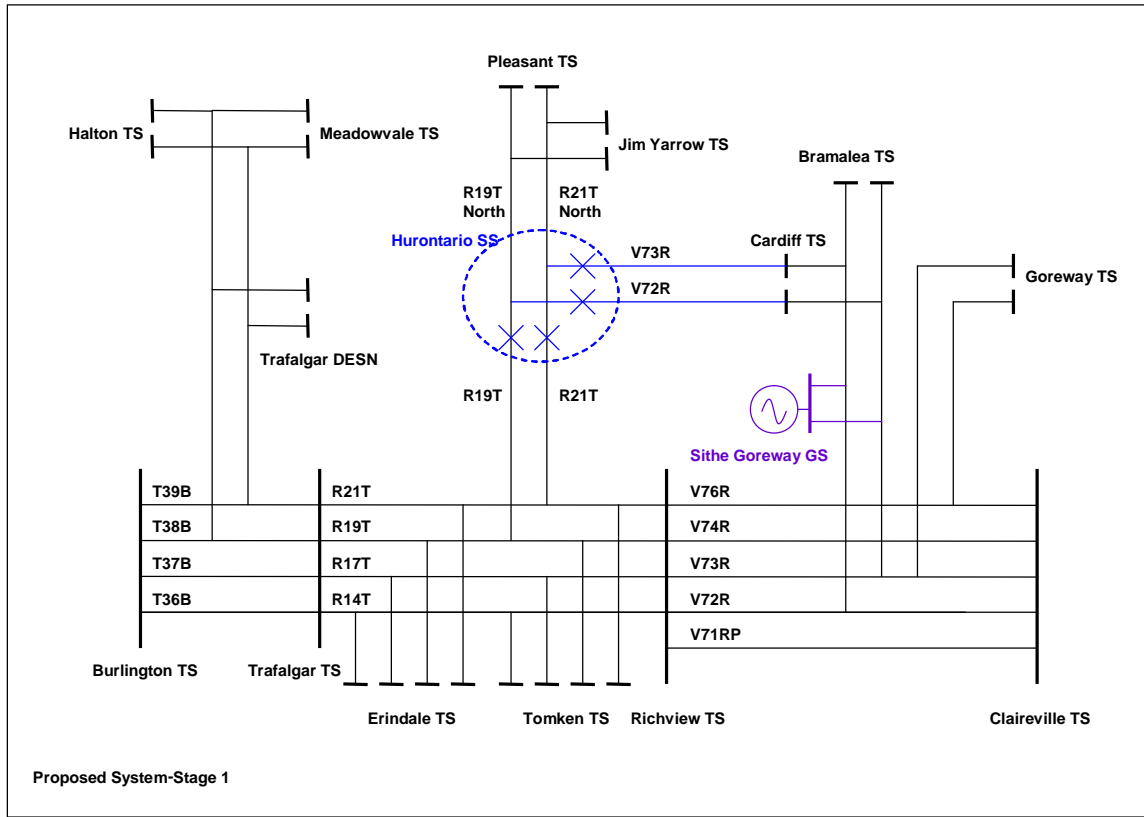 Pleasant TS
Halton TS
Meadowvale TS
Jim Yarrow TS
Bramalea TS
R19T
North
R21T
North
Hurontario SS
V73R
Cardiff TS
V72R
Goreway TS
Trafalgar DESN
R19T
R21T
Sithe Goreway GS
T39B
R21T
V76R
T38B
R19T
V74R
T37B
R17T
V73R
T36B
R14T
V72R
V71RP
Burlington TS
Trafalgar TS
Erindale TS
Tomken TS
Richview TS
Claireville TS
Proposed System-Stage 1